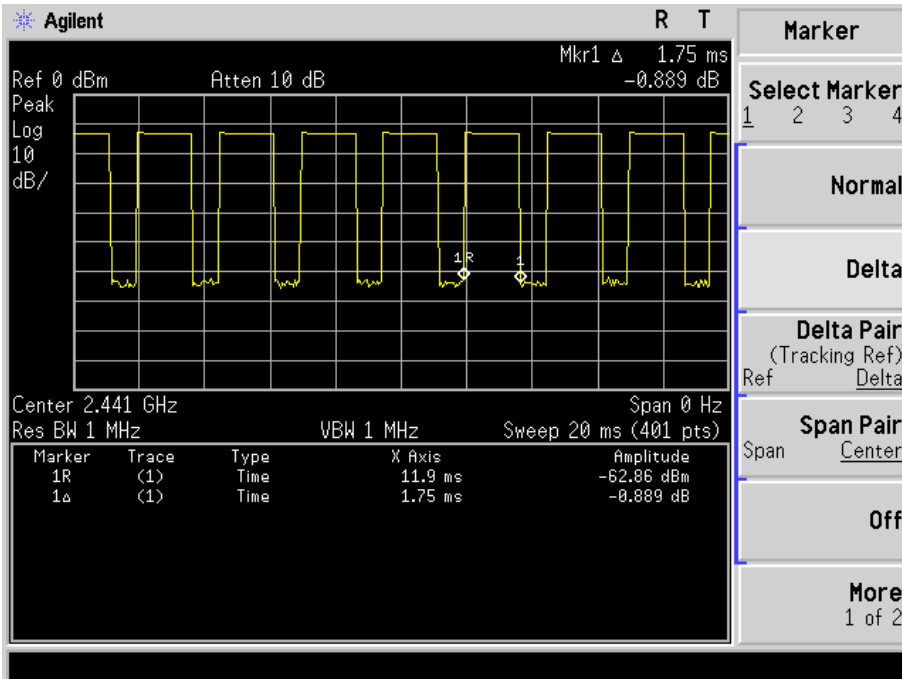 Agilent R T
Mkr1 Δ 1.75 ms
Ref 0 dBm Atten 10 dB -0.889 dB
Peak
Log
10
dB/
1R 1
Center 2.441 GHz Span 0 Hz
Res BW 1 MHz VBW 1 MHz Sweep 20 ms (401 pts)
Marker Trace Type X Axis Amplitude
1R (1) Time 11.9 ms -62.86 dBm
1Δ (1) Time 1.75 ms -0.889 dB
Marker
Select Marker
1 2 3 4
Normal
Delta
Delta Pair
(Tracking Ref)
Ref Delta
Span Pair
Span Center
Off
More
1 of 2